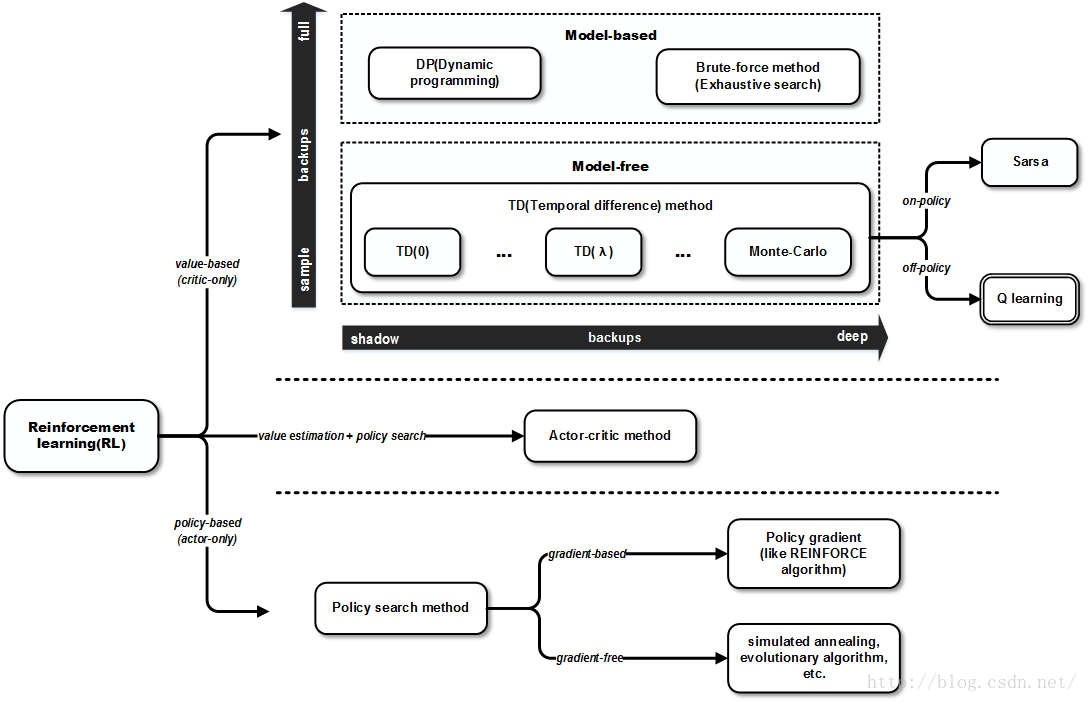 full
backups
sample
Model-based
DP(Dynamic
programming)
Brute-force method
(Exhaustive search)
Model-free
TD(Temporal difference) method
TD(0)
...
TD( λ )
...
Monte-Carlo
on-policy
Sarsa
off-policy
Q learning
shadow
backups
deep
value-based
(critic-only)
Reinforcement
learning(RL)
value estimation + policy search
Actor-critic method
policy-based
(actor-only)
Policy search method
gradient-based
Policy gradient
(like REINFORCE
algorithm)
gradient-free
simulated annealing,
evolutionary algorithm,
etc.
http://blog.csdn.net/